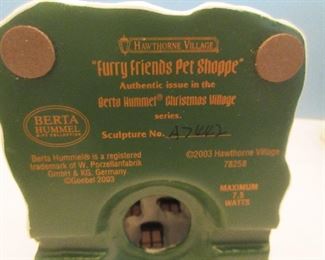 HAWTHORNE VILLAGE
"Furry Friends Pet Shoppe"
Authentic issue in the
Berta Hummel® Christmas Village
series.
Sculpture No. A7442
BERTA
HUMMEL
©2003 Hawthorne Village
78258
Berta Hummel® is registered
trademark of W. Porzellanfabrik
GmbH & KG, Germany.
©Goebel 2003
MAXIMUM
7.5
WATTS